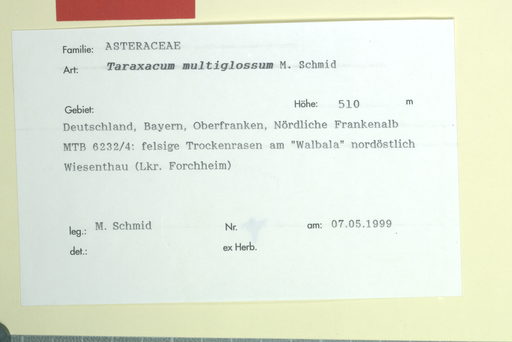 Familie: ASTERACEAE
Art: Taraxacum multiglossum M. Schmid
Gebiet: Höhe: 510 m
Deutschland, Bayern, Oberfranken, Nördliche Frankenalb
MTB 6232/4: felsige Trockenrasen am "Walbala" nordöstlich
Wiesenthau (Lkr. Forchheim)
leg.: M. Schmid Nr. am: 07.05.1999
det.: ex Herb.